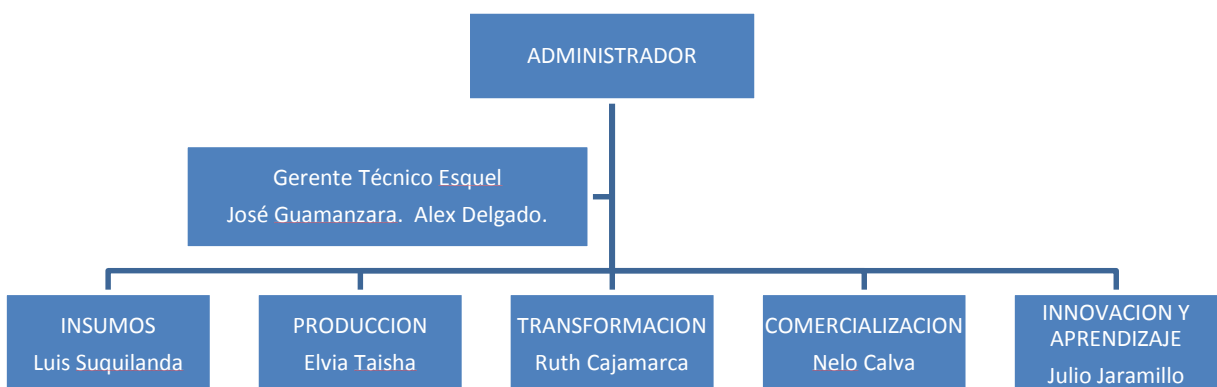 ADMINISTRADOR
Gerente Técnico Esquel
José Guamanzara.  Alex Delgado.
INSUMOS
Luis Suquilanda
PRODUCCION
Elvia Taisha
TRANSFORMACION
Ruth Cajamarca
COMERCIALIZACION
Nelo Calva
INNOVACION Y
APRENDIZAJE
Julio Jaramillo